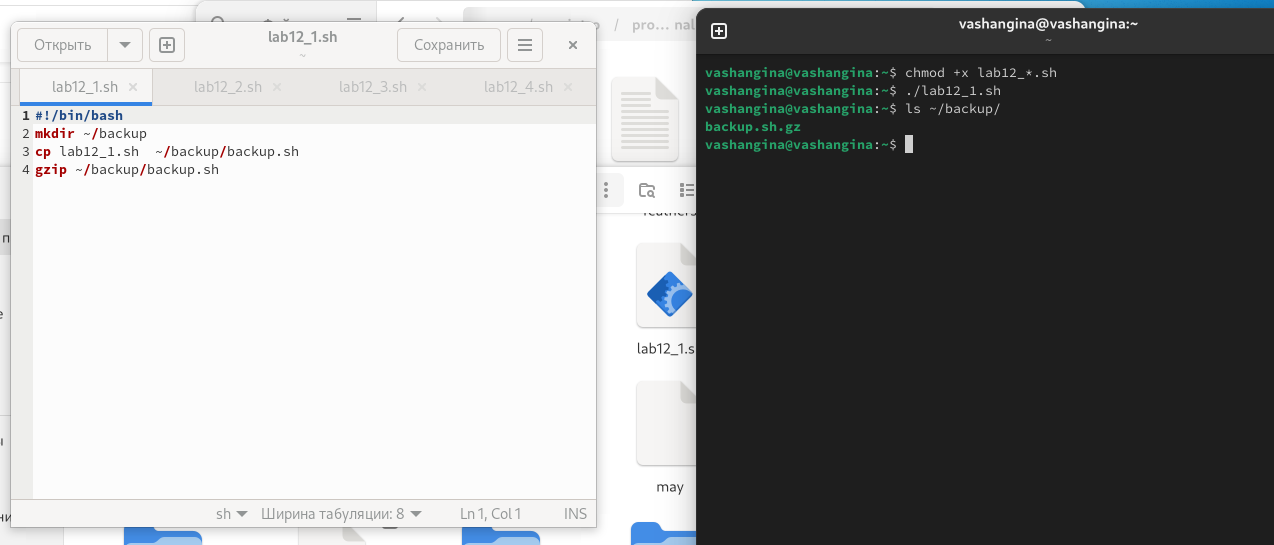 Открыть
lab12_1.sh
~
Сохранить
lab12_1.sh
lab12_2.sh
lab12_3.sh
lab12_4.sh
1 #!/bin/bash
2 mkdir ~/backup
3 cp lab12_1.sh  ~/backup/backup.sh
4 gzip ~/backup/backup.sh
sh
Ширина табуляции: 8
Ln 1, Col 1
INS
/ pro… nal
lab12_1.s
may
vashangina@vashangina:~
~
vashangina@vashangina:~$ chmod +x lab12_*.sh
vashangina@vashangina:~$ ./lab12_1.sh
vashangina@vashangina:~$ ls ~/backup/
backup.sh.gz
vashangina@vashangina:~$